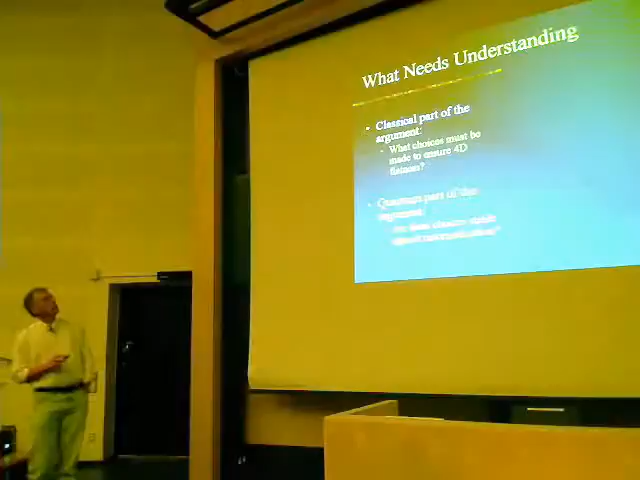 What Needs Understanding
• Classical part of the
argument:
• What choices must be
made to ensure 4D
flatness?
• Quantum part of the
argument